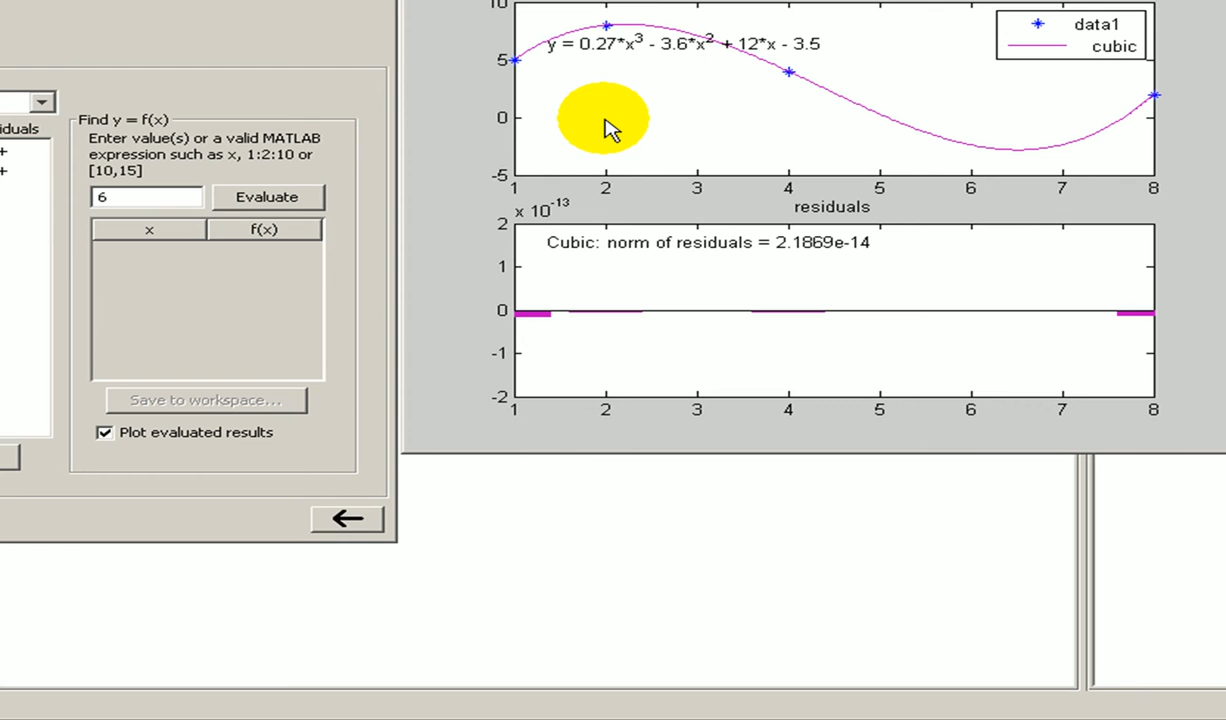 iduals
+
+
Find y = f(x)
Enter value(s) or a valid MATLAB
expression such as x, 1:2:10 or
[10,15]
6
Evaluate
x f(x)
Save to workspace...
Plot evaluated results
10
5
0
-5
y = 0.27*x³ - 3.6*x² + 12*x - 3.5
data1
cubic
1 2 3 4 5 6 7 8
x 10⁻¹³
residuals
2
1
0
-1
-2
Cubic: norm of residuals = 2.1869e-14
1 2 3 4 5 6 7 8